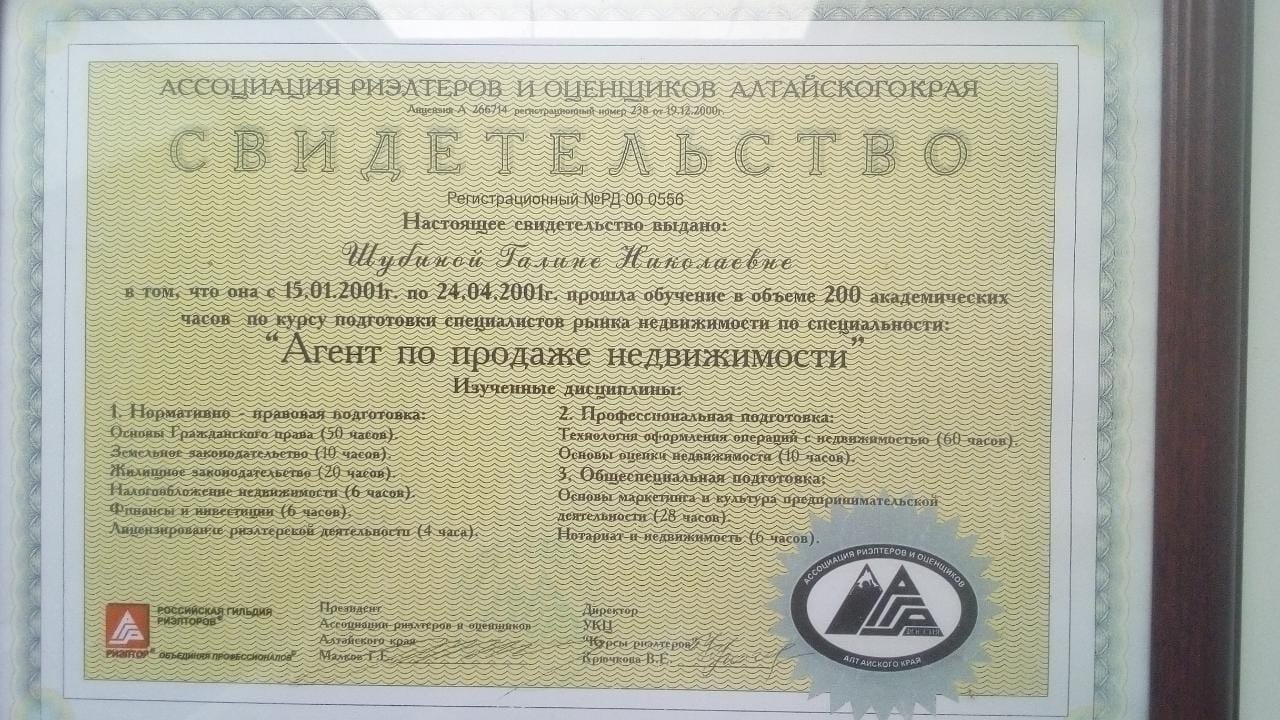 АССОЦИАЦИЯ РИЭЛТЕРОВ И ОЦЕНЩИКОВ АЛТАЙСКОГО КРАЯ
Лицензия А 266714 регистрационный номер 238 от 19.12.2000г.
СВИДЕТЕЛЬСТВО
Регистрационный №РД 00 0556
Настоящее свидетельство выдано:
Шубиной Галине Николаевне
в том, что она с 15.01.2001г. по 24.04.2001г. прошла обучение в объеме 200 академических
часов по курсу подготовки специалистов рынка недвижимости по специальности:
“Агент по продаже недвижимости”
Изученные дисциплины:
1. Нормативно - правовая подготовка:
Основы Гражданского права (50 часов).
Земельное законодательство (10 часов).
Жилищное законодательство (20 часов).
Налогообложение недвижимости (6 часов).
Финансы и инвестиции (6 часов).
Лицензирование риэлтерской деятельности (4 часа).
2. Профессиональная подготовка:
Технология оформления операций с недвижимостью (60 часов).
Основы оценки недвижимости (10 часов).
3. Общеспециальная подготовка:
Основы маркетинга и культура предпринимательской
деятельности (28 часов).
Нотариат и недвижимость (6 часов).
РОССИЙСКАЯ ГИЛЬДИЯ
РИЭЛТОРОВ®
РИЭЛТОР® ОБЪЕДИНЯЯ ПРОФЕССИОНАЛОВ®
Президент
Ассоциации риэлтеров и оценщиков
Алтайского края
Малков Г.Г.
Директор
УКЦ
"Курсы риэлтеров"
Крючкова В.Е.
АССОЦИАЦИЯ РИЭЛТЕРОВ И ОЦЕНЩИКОВ
РОССИЯ
АЛТАЙСКОГО КРАЯ